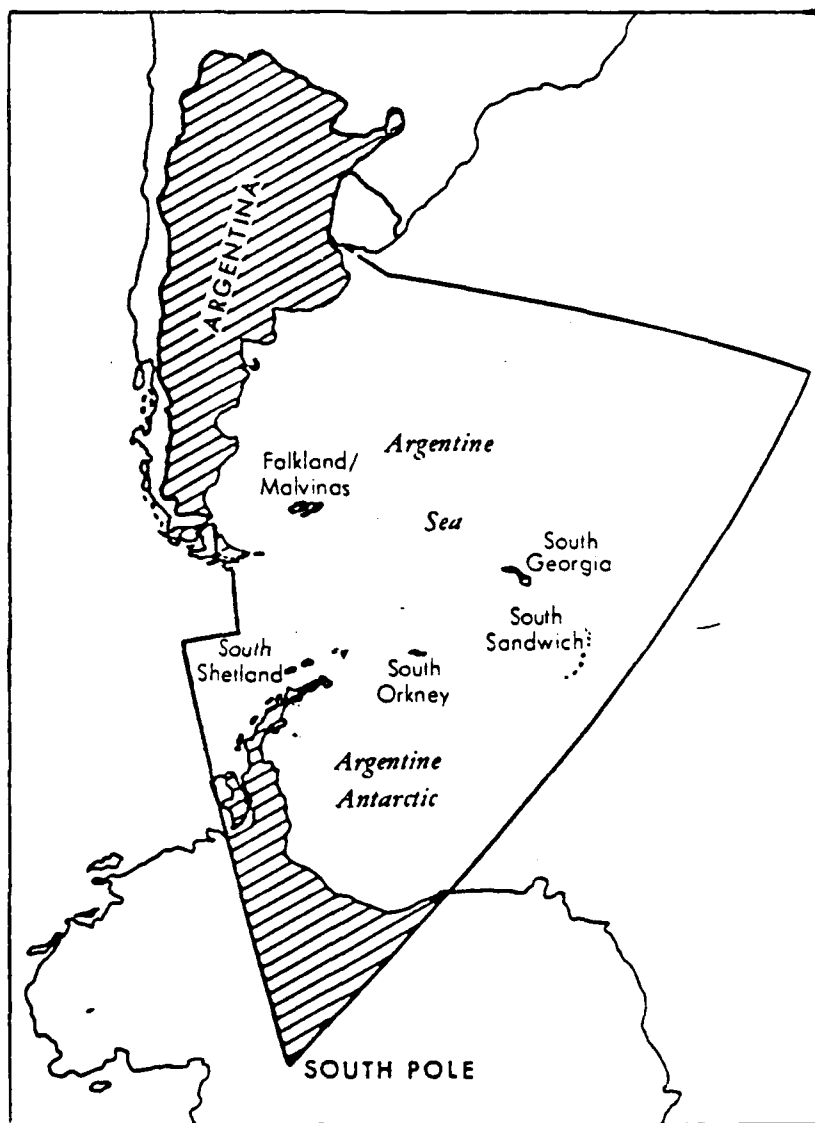 ARGENTINA
Argentine
Falkland/
Malvinas
Sea
South
Georgia
South
Sandwich
South
Shetland
South
Orkney
Argentine
Antarctic
SOUTH POLE